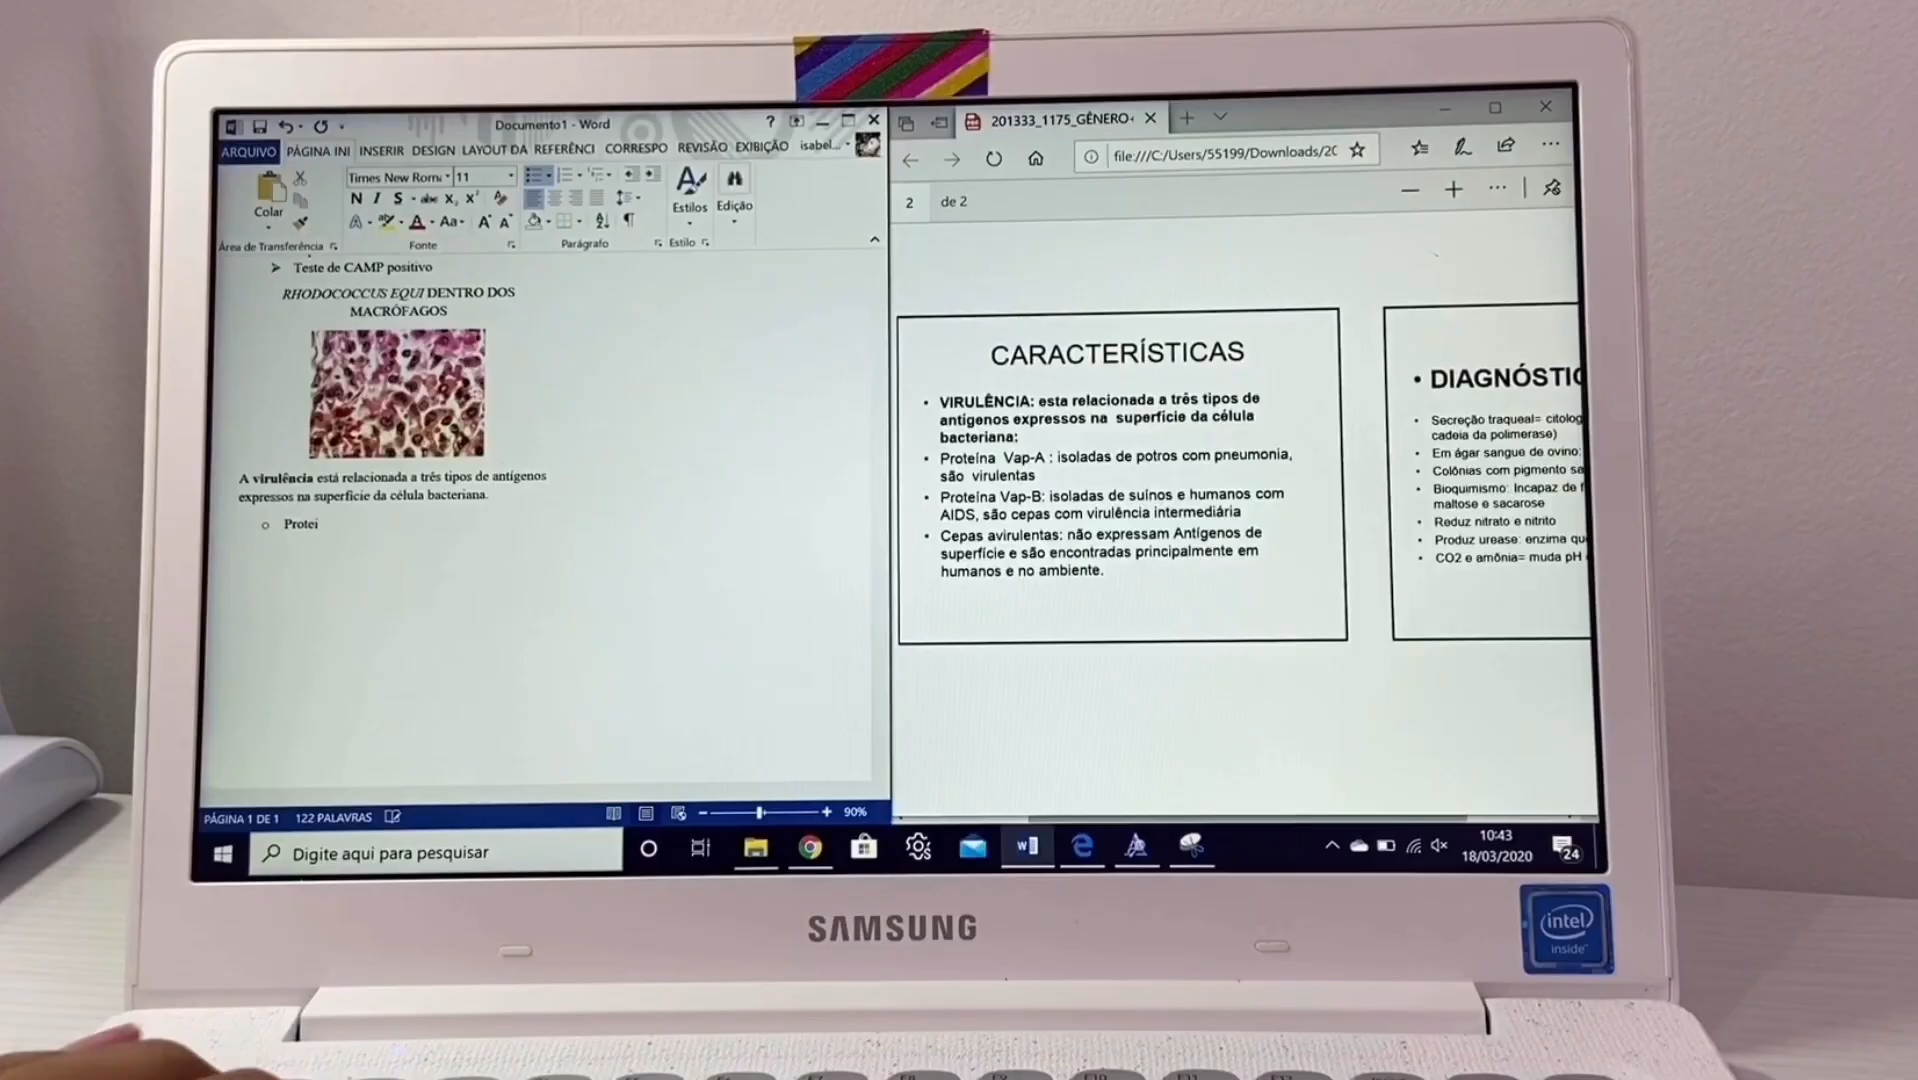 Documento1 - Word
ARQUIVO PÁGINA INI INSERIR DESIGN LAYOUT DA REFERÊNCI CORRESPO REVISÃO EXIBIÇÃO isabel...
Times New Roma 11
Colar
N I S abc X₂ X²
A Aa A A
Estilos
Edição
Área de Transferência
Fonte
Parágrafo
Estilo
Teste de CAMP positivo
RHODOCOCCUS EQUI DENTRO DOS
MACRÓFAGOS
A virulência está relacionada a três tipos de antígenos
expressos na superfície da célula bacteriana.
Protei
PÁGINA 1 DE 1 122 PALAVRAS
90%
201333_1175_GÊNERO
file:///C:/Users/55199/Downloads/20
2 de 2
CARACTERÍSTICAS
• VIRULÊNCIA: esta relacionada a três tipos de
antígenos expressos na superfície da célula
bacteriana:
• Proteína Vap-A : isoladas de potros com pneumonia,
são virulentas
• Proteína Vap-B: isoladas de suínos e humanos com
AIDS, são cepas com virulência intermediária
• Cepas avirulentas: não expressam Antígenos de
superfície e são encontradas principalmente em
humanos e no ambiente.
• DIAGNÓSTIC
• Secreção traqueal= citolog
cadeia da polimerase)
• Em ágar sangue de ovino:
• Colônias com pigmento sa
• Bioquimismo: Incapaz de f
maltose e sacarose
• Reduz nitrato e nitrito
• Produz urease: enzima qu
• CO2 e amônia= muda pH
Digite aqui para pesquisar
10:43
18/03/2020
24
SAMSUNG
intel
inside